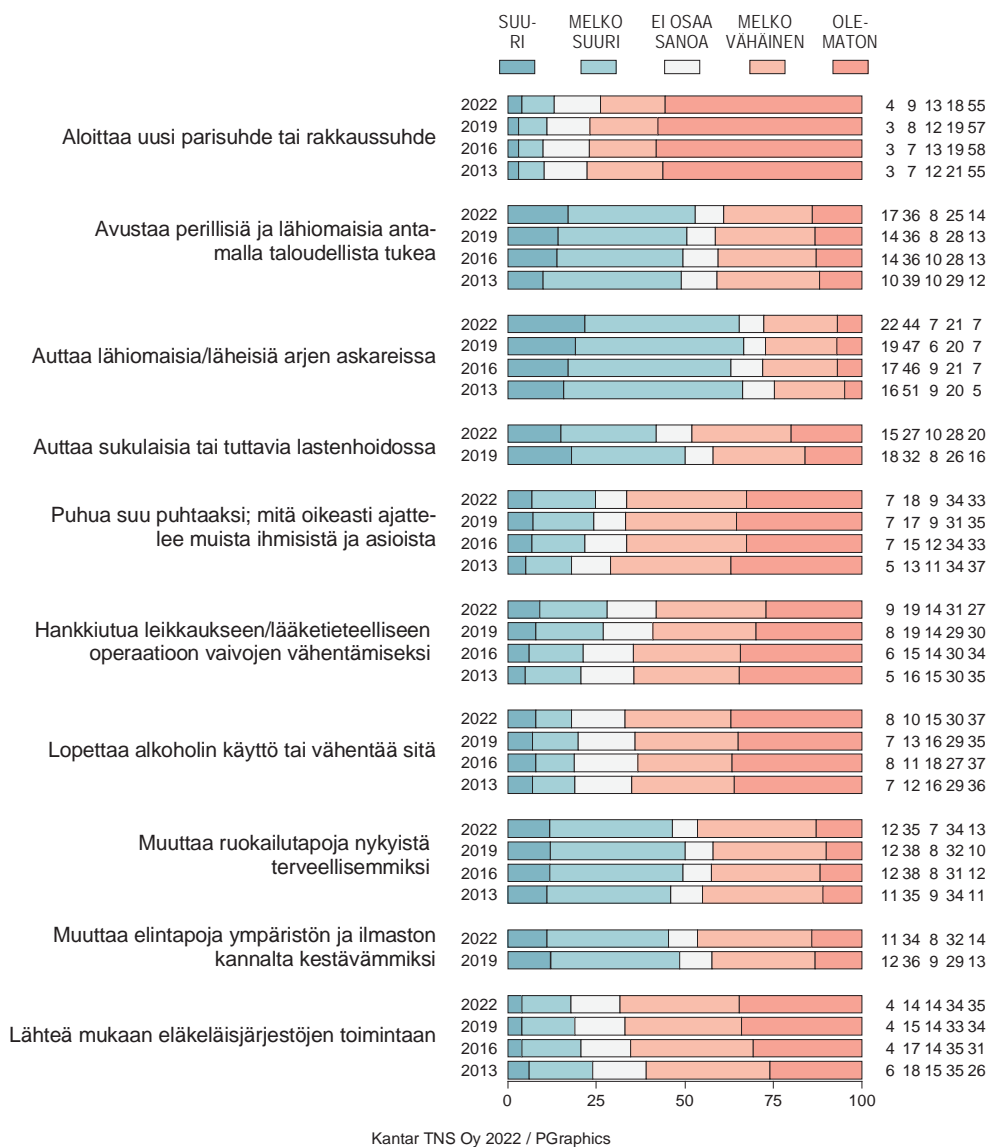 SUU-
RI
MELKO
SUURI
EI OSAA
SANOA
MELKO
VÄHÄINEN
OLE-
MATON
Aloittaa uusi parisuhde tai rakkaussuhde
2022 4 9 13 18 55
2019 3 8 12 19 57
2016 3 7 13 19 58
2013 3 7 12 21 55
Avustaa perillisiä ja lähiomaisia anta-
malla taloudellista tukea
2022 17 36 8 25 14
2019 14 36 8 28 13
2016 14 36 10 28 13
2013 10 39 10 29 12
Auttaa lähiomaisia/läheisiä arjen askareissa
2022 22 44 7 21 7
2019 19 47 6 20 7
2016 17 46 9 21 7
2013 16 51 9 20 5
Auttaa sukulaisia tai tuttavia lastenhoidossa
2022 15 27 10 28 20
2019 18 32 8 26 16
Puhua suu puhtaaksi; mitä oikeasti ajatte-
lee muista ihmisistä ja asioista
2022 7 18 9 34 33
2019 7 17 9 31 35
2016 7 15 12 34 33
2013 5 13 11 34 37
Hankkiutua leikkaukseen/lääketieteelliseen
operaatioon vaivojen vähentämiseksi
2022 9 19 14 31 27
2019 8 19 14 29 30
2016 6 15 14 30 34
2013 5 16 15 30 35
Lopettaa alkoholin käyttö tai vähentää sitä
2022 8 10 15 30 37
2019 7 13 16 29 35
2016 8 11 18 27 37
2013 7 12 16 29 36
Muuttaa ruokailutapoja nykyistä
terveellisemmiksi
2022 12 35 7 34 13
2019 12 38 8 32 10
2016 12 38 8 31 12
2013 11 35 9 34 11
Muuttaa elintapoja ympäristön ja ilmaston
kannalta kestävämmiksi
2022 11 34 8 32 14
2019 12 36 9 29 13
Lähteä mukaan eläkeläisjärjestöjen toimintaan
2022 4 14 14 34 35
2019 4 15 14 33 34
2016 4 17 14 35 31
2013 6 18 15 35 26
0 25 50 75 100
Kantar TNS Oy 2022 / PGraphics